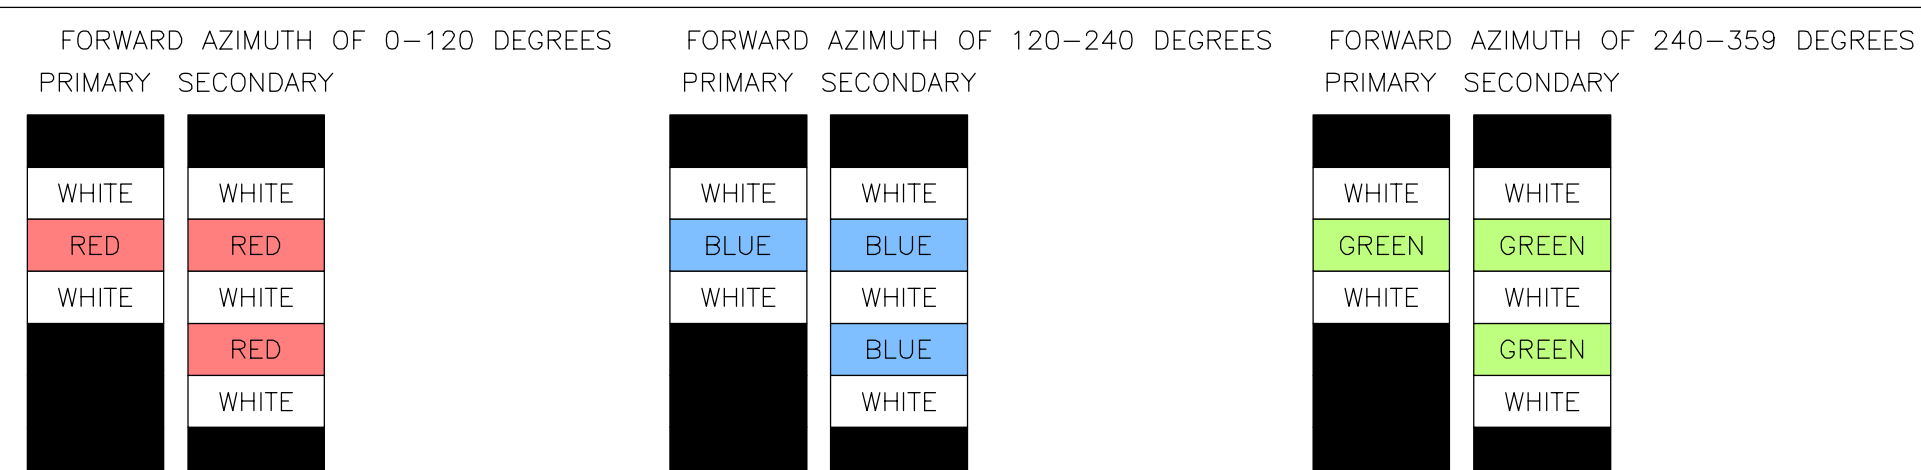 FORWARD AZIMUTH OF 0-120 DEGREES
PRIMARY SECONDARY
WHITE WHITE
RED RED
WHITE WHITE
RED
WHITE
FORWARD AZIMUTH OF 120-240 DEGREES
PRIMARY SECONDARY
WHITE WHITE
BLUE BLUE
WHITE WHITE
BLUE
WHITE
FORWARD AZIMUTH OF 240-359 DEGREES
PRIMARY SECONDARY
WHITE WHITE
GREEN GREEN
WHITE WHITE
GREEN
WHITE